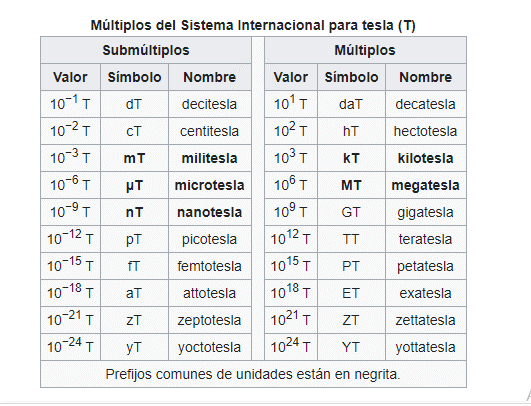 Múltiplos del Sistema Internacional para tesla (T)
Submúltiplos Múltiplos
Valor Símbolo Nombre Valor Símbolo Nombre
10⁻¹ T dT decitesla 10¹ T daT decatesla
10⁻² T cT centitesla 10² T hT hectotesla
10⁻³ T mT militesla 10³ T kT kilotesla
10⁻⁶ T µT microtesla 10⁶ T MT megatesla
10⁻⁹ T nT nanotesla 10⁹ T GT gigatesla
10⁻¹² T pT picotesla 10¹² T TT teratesla
10⁻¹⁵ T fT femtotesla 10¹⁵ T PT petatesla
10⁻¹⁸ T aT attotesla 10¹⁸ T ET exatesla
10⁻²¹ T zT zeptotesla 10²¹ T ZT zettatesla
10⁻²⁴ T yT yoctotesla 10²⁴ T YT yottatesla
Prefijos comunes de unidades están en negrita.